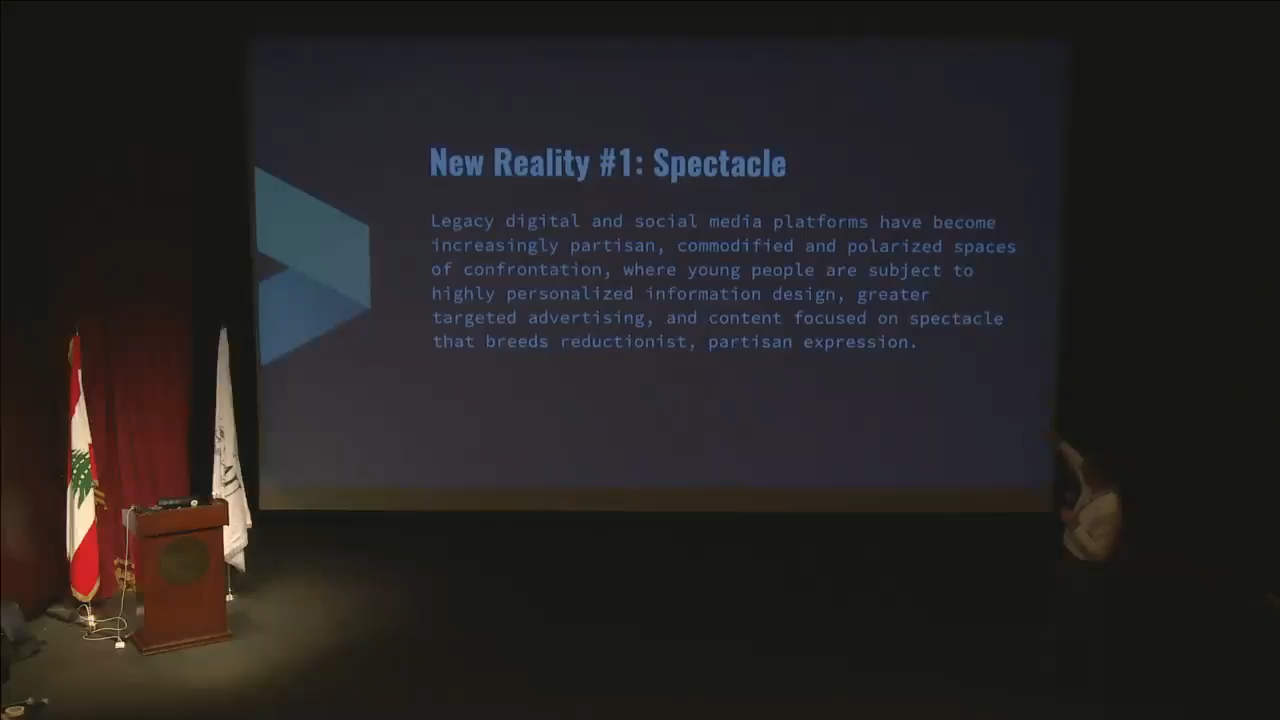 New Reality #1: Spectacle
Legacy digital and social media platforms have become
increasingly partisan, commodified and polarized spaces
of confrontation, where young people are subject to
highly personalized information design, greater
targeted advertising, and content focused on spectacle
that breeds reductionist, partisan expression.